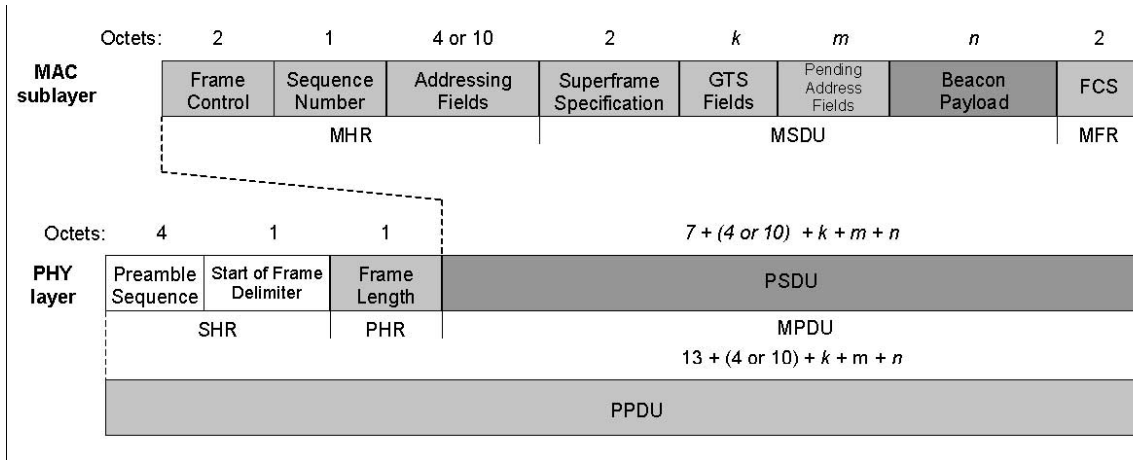 Octets: 2 1 4 or 10 2 k m n 2
MAC sublayer
Frame Control
Sequence Number
Addressing Fields
Superframe Specification
GTS Fields
Pending Address Fields
Beacon Payload
FCS
MHR MSDU MFR
Octets: 4 1 1 7 + (4 or 10) + k + m + n
PHY layer
Preamble Sequence
Start of Frame Delimiter
Frame Length
PSDU
SHR PHR MPDU
13 + (4 or 10) + k + m + n
PPDU